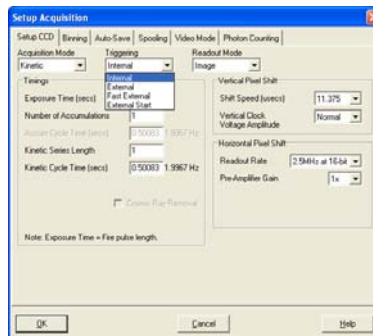 Setup Acquisition
Setup CCD Binning Auto-Save Spooling Video Mode Photon Counting
Acquisition Mode Triggering Readout Mode
Kinetic Internal Image
Internal
External
Fast External
External Start
Timings
Exposure Time (secs)
Number of Accumulations 1
Accum Cycle Time (secs) 0.50083 1.9967 Hz
Kinetic Series Length 1
Kinetic Cycle Time (secs) 0.50083 1.9967 Hz
Cosmic Ray Removal
Note: Exposure Time = Fire pulse length.
Vertical Pixel Shift
Shift Speed (usecs) 11.375
Vertical Clock
Voltage Amplitude Normal
Horizontal Pixel Shift
Readout Rate 2.5MHz at 16-bit
Pre-Amplifier Gain 1x
OK Cancel Help